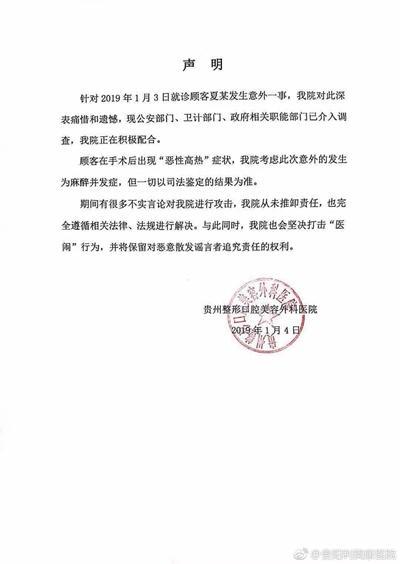 声 明
针对 2019 年 1 月 3 日就诊顾客夏某发生意外一事，我院对此深
表痛惜和遗憾，现公安部门、卫计部门、政府相关职能部门已介入调
查，我院正在积极配合。
顾客在手术后出现“恶性高热”症状，我院考虑此次意外的发生
为麻醉并发症，但一切以司法鉴定的结果为准。
期间有很多不实言论对我院进行攻击，我院从未推卸责任，也完
全遵循相关法律、法规进行解决。与此同时，我院也会坚决打击“医
闹”行为，并将保留对恶意散发谣言者追究责任的权利。
贵州整形口腔美容外科医院
2019 年 1 月 4 日